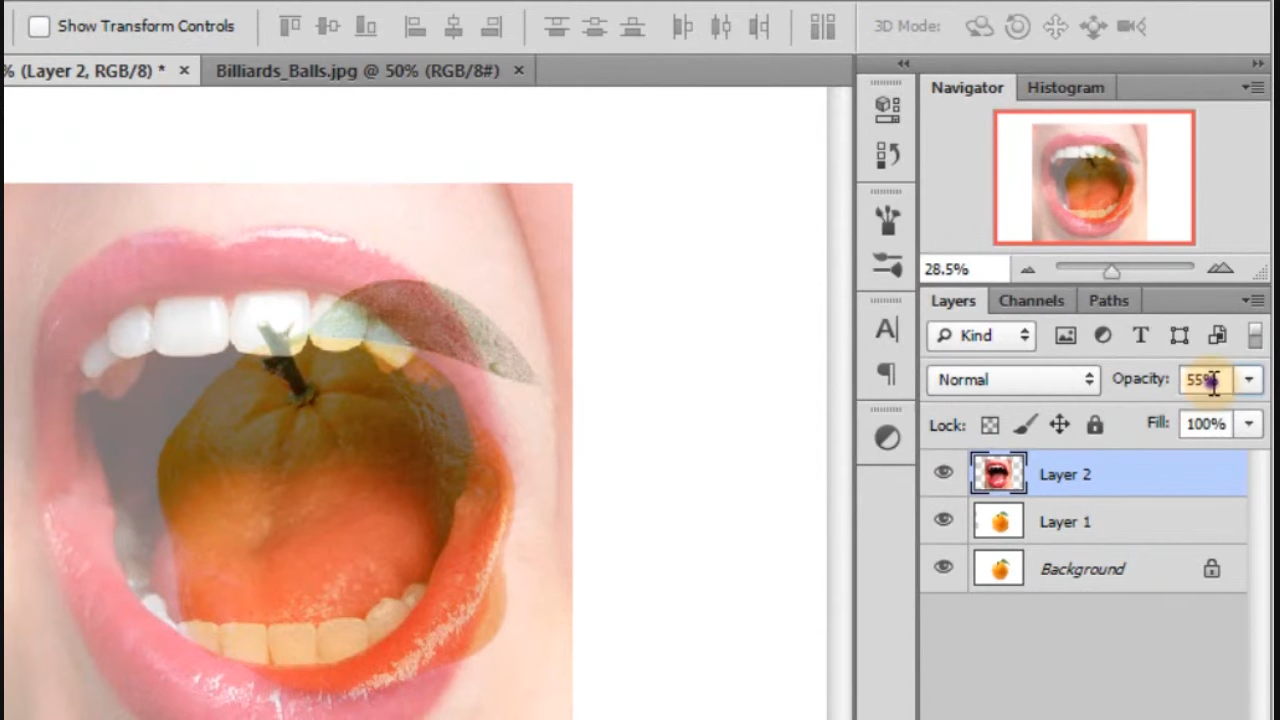 Show Transform Controls
3D Mode:
% (Layer 2, RGB/8) * ×
Billiards_Balls.jpg @ 50% (RGB/8#) ×
Navigator
Histogram
28.5%
Layers
Channels
Paths
Kind
Normal
Opacity:
55%
Lock:
Fill:
100%
Layer 2
Layer 1
Background